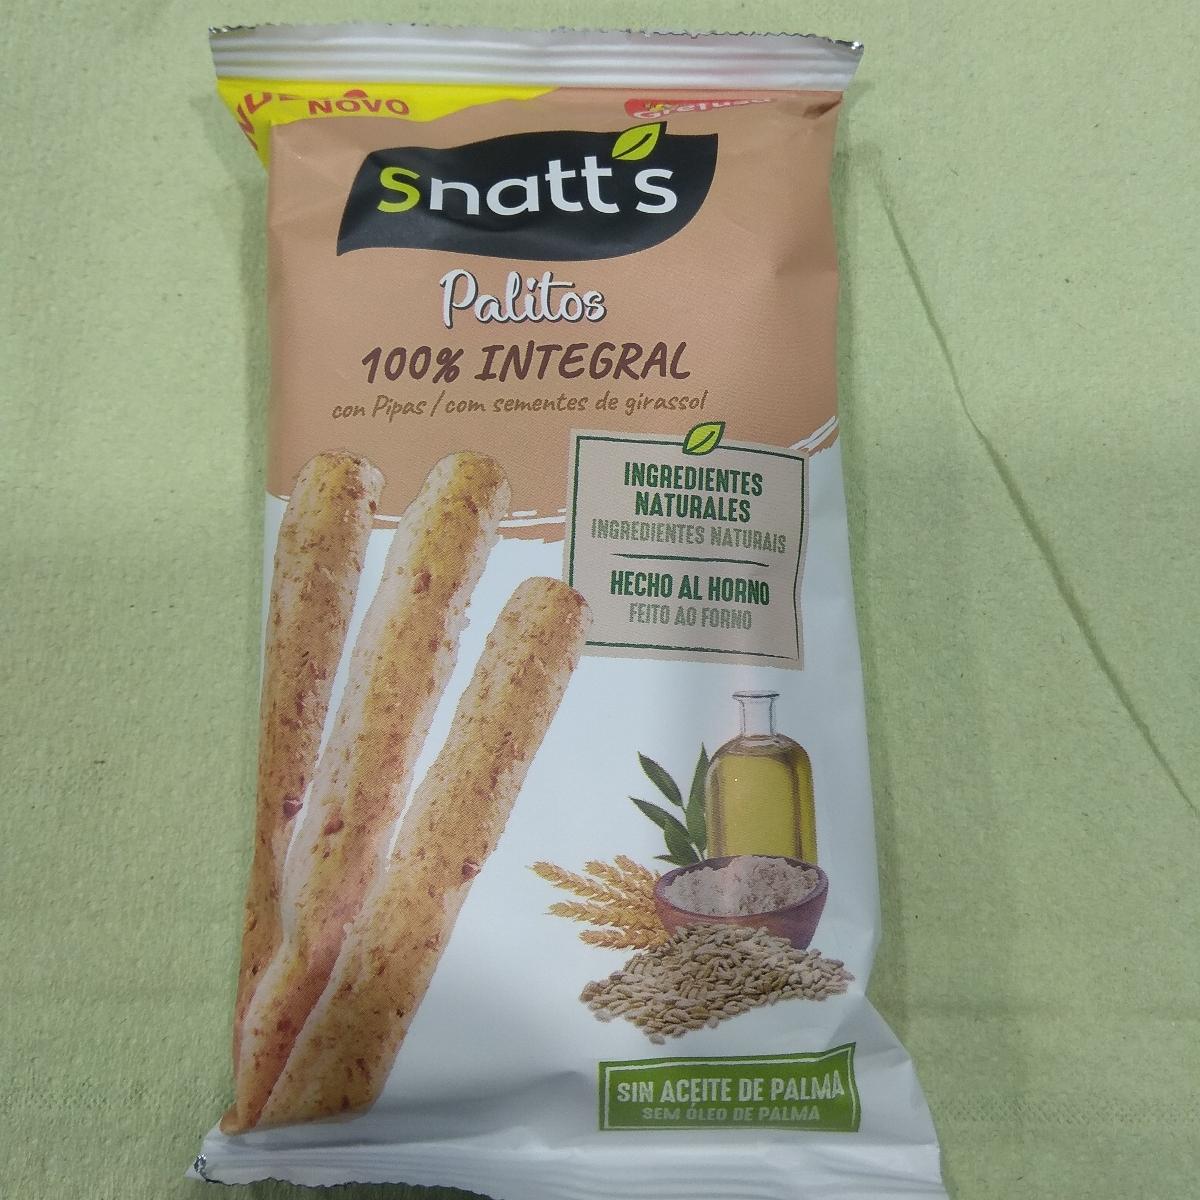 NOVO
Grefusa
Snatt's
Palitos
100% INTEGRAL
con Pipas / com sementes de girassol
INGREDIENTES
NATURALES
INGREDIENTES NATURAIS
HECHO AL HORNO
FEITO AO FORNO
SIN ACEITE DE PALMA
SEM ÓLEO DE PALMA